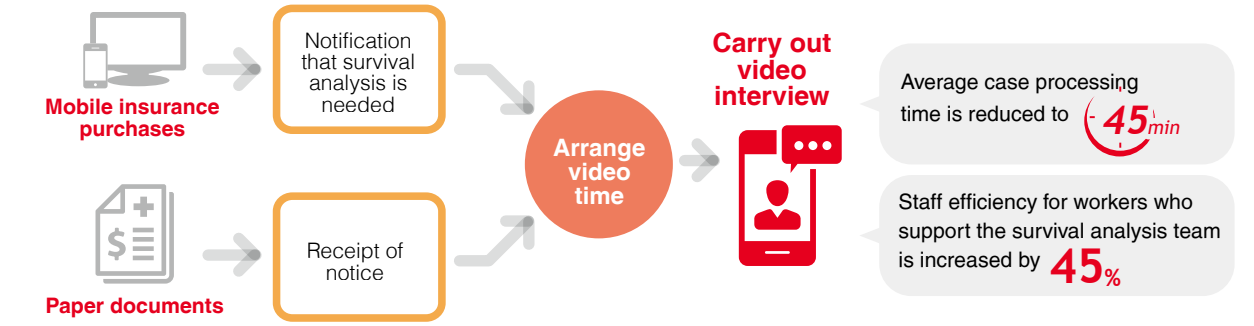 Mobile insurance
purchases
Notification
that survival
analysis is
needed
Paper documents
Receipt of
notice
Arrange
video
time
Carry out
video
interview
Average case processing
time is reduced to 45min
Staff efficiency for workers who
support the survival analysis team
is increased by 45%